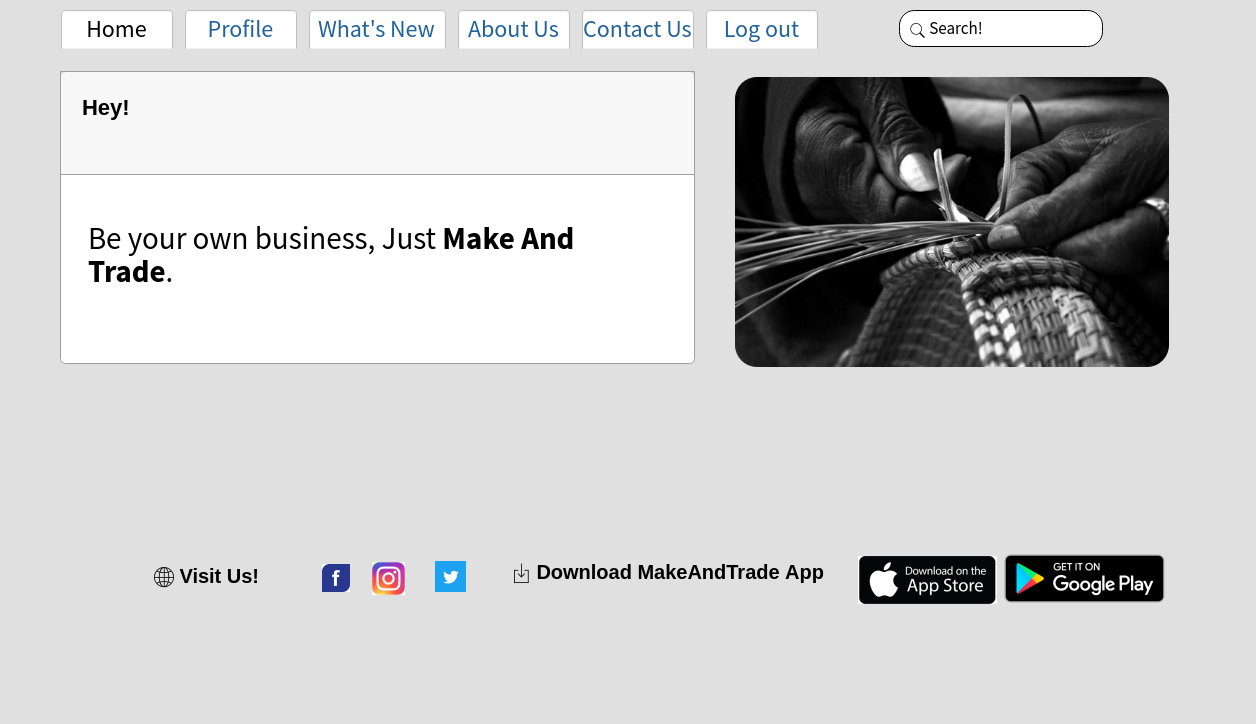 Home Profile What's New About Us Contact Us Log out Search!
Hey!
Be your own business, Just Make And
Trade.
Visit Us! f Download MakeAndTrade App Download on the App Store GET IT ON Google Play